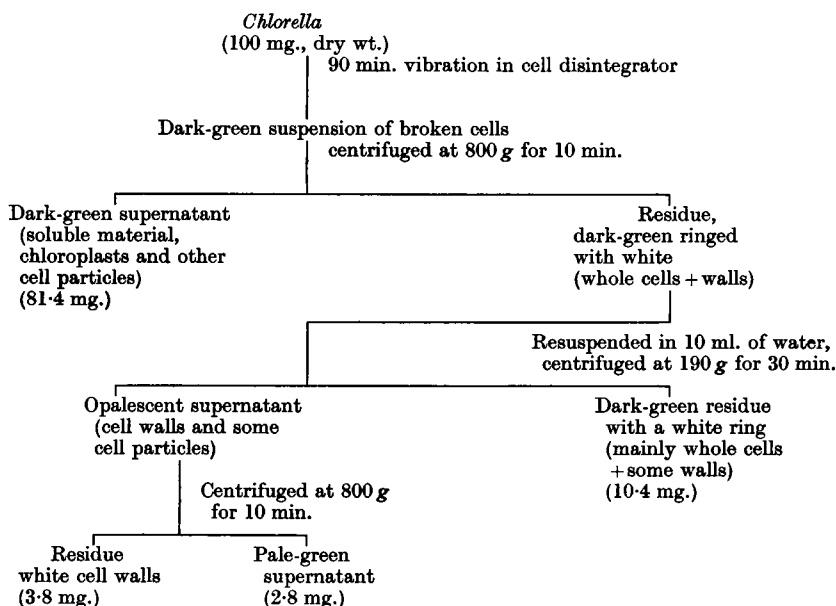 Chlorella
(100 mg., dry wt.)
90 min. vibration in cell disintegrator
Dark-green suspension of broken cells
centrifuged at 800 g for 10 min.
Dark-green supernatant
(soluble material,
chloroplasts and other
cell particles)
(81·4 mg.)
Residue,
dark-green ringed
with white
(whole cells + walls)
Resuspended in 10 ml. of water,
centrifuged at 190 g for 30 min.
Opalescent supernatant
(cell walls and some
cell particles)
Dark-green residue
with a white ring
(mainly whole cells
+ some walls)
(10·4 mg.)
Centrifuged at 800 g
for 10 min.
Residue
white cell walls
(3·8 mg.)
Pale-green
supernatant
(2·8 mg.)